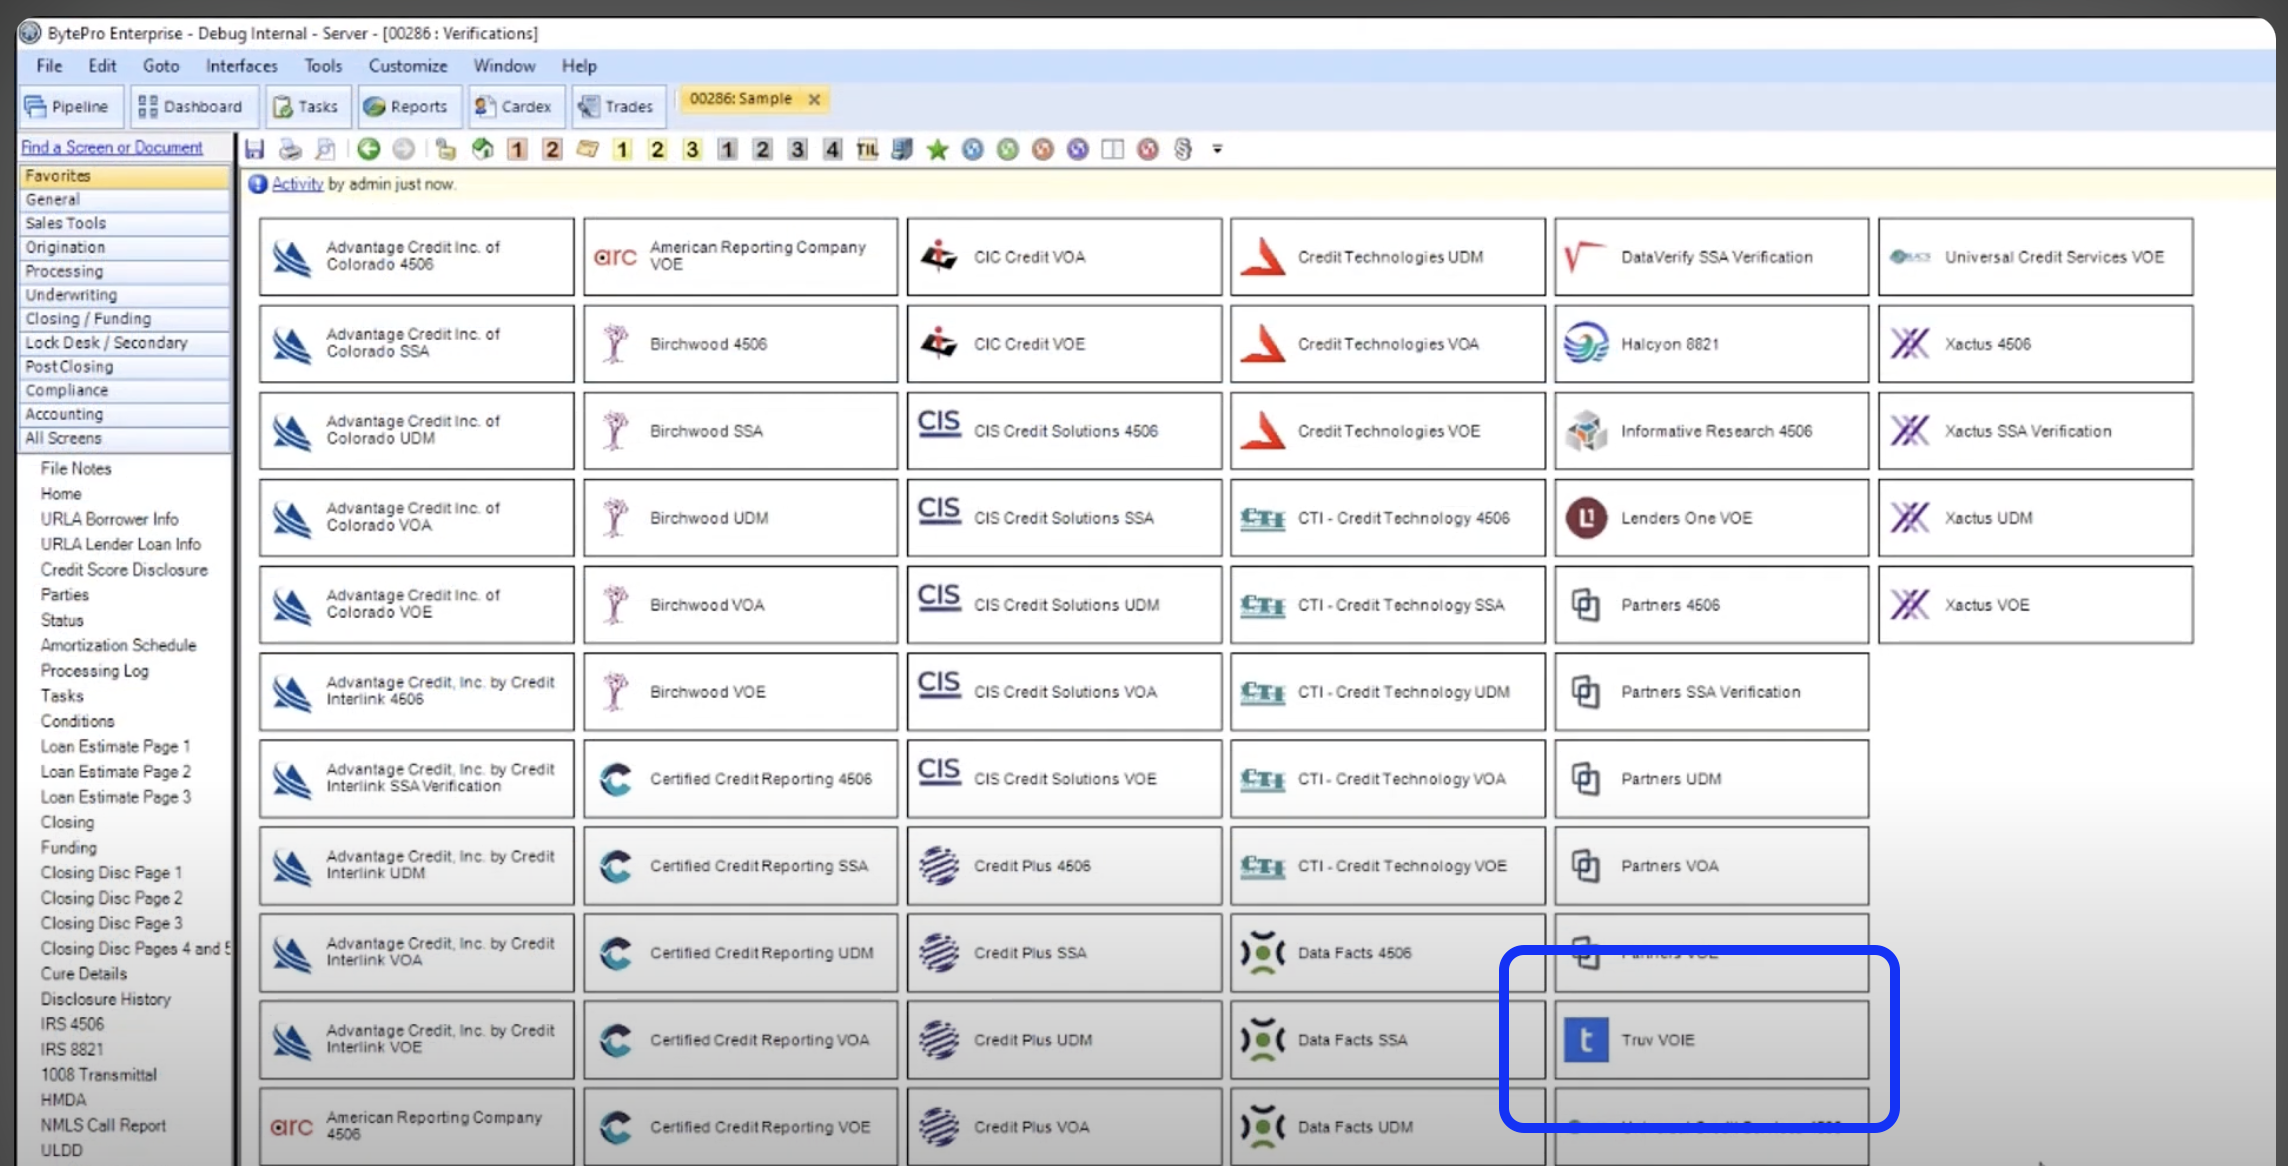 BytePro Enterprise - Debug Internal - Server - [00286 : Verifications]
File Edit Goto Interfaces Tools Customize Window Help
Pipeline Dashboard Tasks Reports Cardex Trades 00286: Sample
Find a Screen or Document
1 2 1 2 3 1 2 3 4 TIL
Activity by admin just now.
Favorites
General
Sales Tools
Origination
Processing
Underwriting
Closing / Funding
Lock Desk / Secondary
Post Closing
Compliance
Accounting
All Screens
File Notes
Home
URLA Borrower Info
URLA Lender Loan Info
Credit Score Disclosure
Parties
Status
Amortization Schedule
Processing Log
Tasks
Conditions
Loan Estimate Page 1
Loan Estimate Page 2
Loan Estimate Page 3
Closing
Funding
Closing Disc Page 1
Closing Disc Page 2
Closing Disc Page 3
Closing Disc Pages 4 and 5
Cure Details
Disclosure History
IRS 4506
IRS 8821
1008 Transmittal
HMDA
NMLS Call Report
ULDD
Advantage Credit Inc. of
Colorado 4506
Advantage Credit Inc. of
Colorado SSA
Advantage Credit Inc. of
Colorado UDM
Advantage Credit Inc. of
Colorado VOA
Advantage Credit Inc. of
Colorado VOE
Advantage Credit, Inc. by Credit
Interlink 4506
Advantage Credit, Inc. by Credit
Interlink SSA Verification
Advantage Credit, Inc. by Credit
Interlink UDM
Advantage Credit, Inc. by Credit
Interlink VOA
Advantage Credit, Inc. by Credit
Interlink VOE
arc American Reporting Company
4506
arc American Reporting Company
VOE
Birchwood 4506
Birchwood SSA
Birchwood UDM
Birchwood VOA
Birchwood VOE
Certified Credit Reporting 4506
Certified Credit Reporting SSA
Certified Credit Reporting UDM
Certified Credit Reporting VOA
Certified Credit Reporting VOE
CIC Credit VOA
CIC Credit VOE
CIS CIS Credit Solutions 4506
CIS CIS Credit Solutions SSA
CIS CIS Credit Solutions UDM
CIS CIS Credit Solutions VOA
CIS CIS Credit Solutions VOE
Credit Plus 4506
Credit Plus SSA
Credit Plus UDM
Credit Plus VOA
Credit Technologies UDM
Credit Technologies VOA
Credit Technologies VOE
CTI CTI - Credit Technology 4506
CTI CTI - Credit Technology SSA
CTI CTI - Credit Technology UDM
CTI CTI - Credit Technology VOA
CTI CTI - Credit Technology VOE
Data Facts 4506
Data Facts SSA
Data Facts UDM
DataVerify SSA Verification
Halcyon 8821
Informative Research 4506
L1 Lenders One VOE
Partners 4506
Partners SSA Verification
Partners UDM
Partners VOA
Partners VOE
t Truv VOIE
Universal Credit Services VOE
Xactus 4506
Xactus SSA Verification
Xactus UDM
Xactus VOE